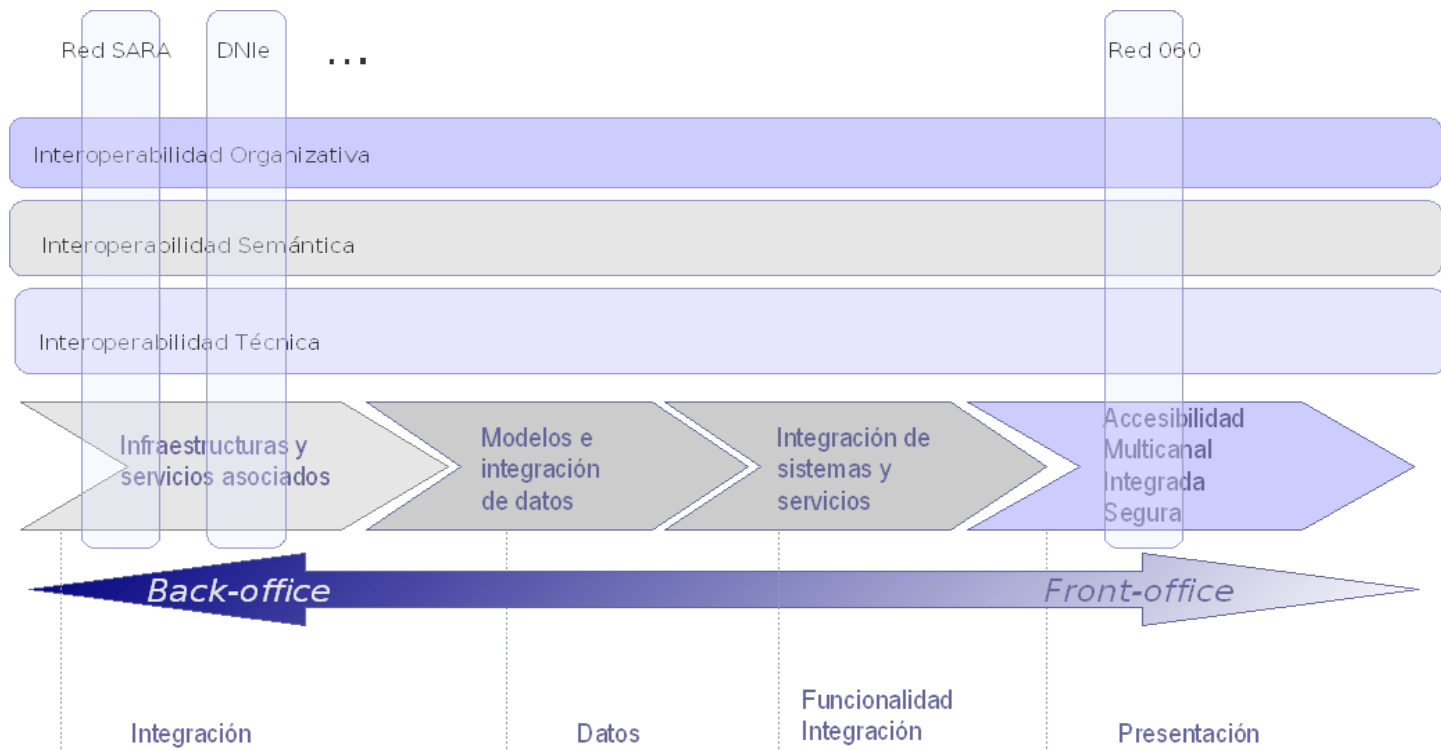 Red SARA
DNIe
...
Red 060
Interoperabilidad Organizativa
Interoperabilidad Semántica
Interoperabilidad Técnica
Infraestructuras y
servicios asociados
Modelos e
integración
de datos
Integración de
sistemas y
servicios
Accesibilidad
Multicanal
Integrada
Segura
Back-office
Front-office
Integración
Datos
Funcionalidad
Integración
Presentación